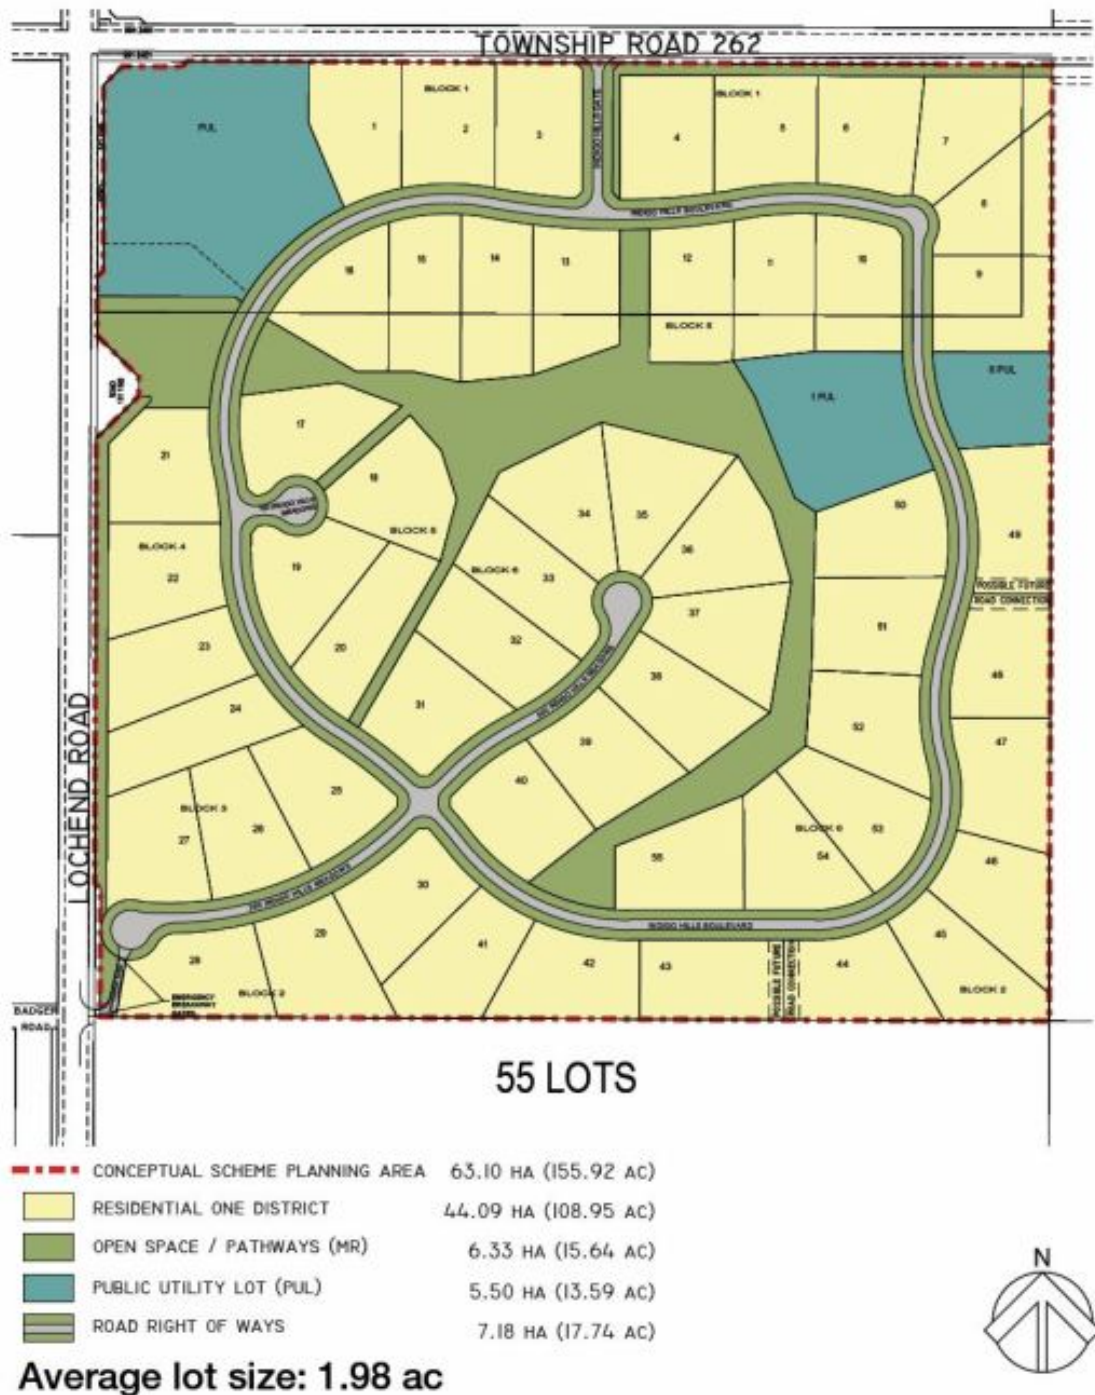 TOWNSHIP ROAD 262
BLOCK 1
BLOCK 1
PUL
1
2
3
INDIGO HILLS GATE
4
5
6
7
8
INDIGO HILLS BOULEVARD
16
15
14
13
12
11
10
9
BLOCK 5
II PUL
I PUL
17
21
18
BLOCK 5
BLOCK 4
22
19
34
35
36
50
49
BLOCK 6
33
POSSIBLE FUTURE
ROAD CONNECTION
37
51
32
23
20
38
48
24
31
39
52
47
LOCHEND ROAD
40
25
BLOCK 3
27
26
BLOCK 6
53
54
55
46
30
29
28
41
42
43
44
45
INDIGO HILLS BOULEVARD
POSSIBLE FUTURE
ROAD CONNECTION
BLOCK 2
BLOCK 2
EMERGENCY
BADGER
ROAD
55 LOTS
CONCEPTUAL SCHEME PLANNING AREA 63.10 HA (155.92 AC)
RESIDENTIAL ONE DISTRICT 44.09 HA (108.95 AC)
OPEN SPACE / PATHWAYS (MR) 6.33 HA (15.64 AC)
PUBLIC UTILITY LOT (PUL) 5.50 HA (13.59 AC)
ROAD RIGHT OF WAYS 7.18 HA (17.74 AC)
N
Average lot size: 1.98 ac